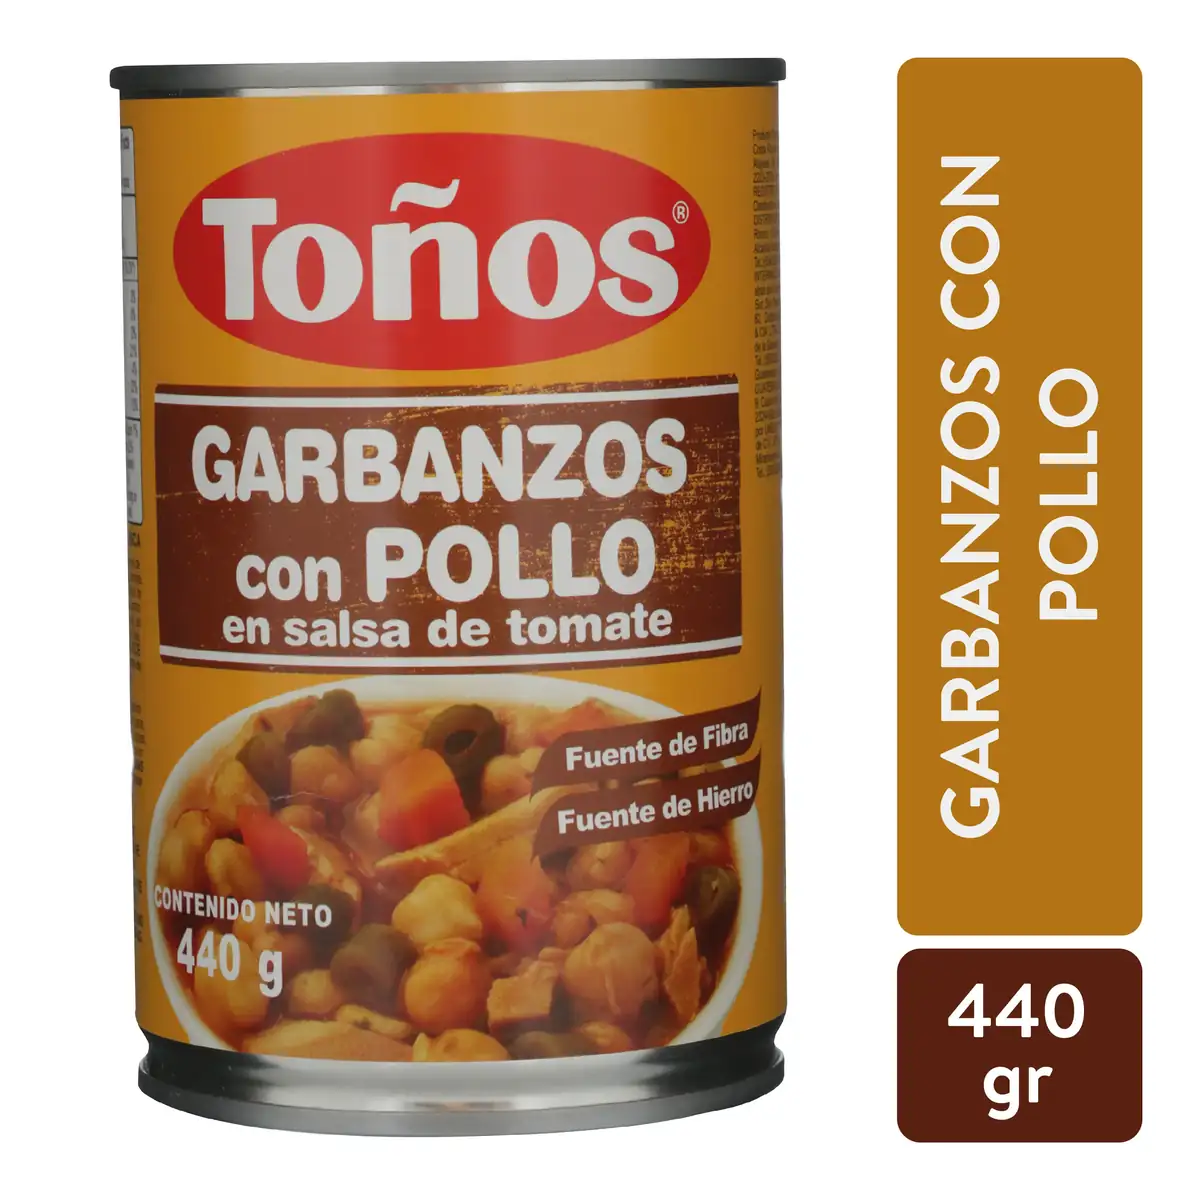 Toños®
GARBANZOS
con POLLO
en salsa de tomate
Fuente de Fibra
Fuente de Hierro
CONTENIDO NETO
440 g
GARBANZOS CON
POLLO
440
gr